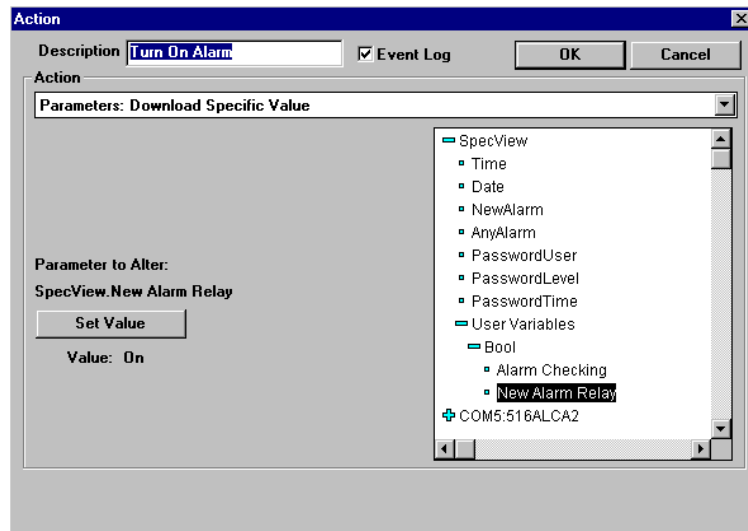 Action
Description Turn On Alarm Event Log OK Cancel
Action
Parameters: Download Specific Value
SpecView
Time
Date
NewAlarm
AnyAlarm
PasswordUser
PasswordLevel
PasswordTime
User Variables
Bool
Alarm Checking
New Alarm Relay
COM5:516ALCA2
Parameter to Alter:
SpecView.New Alarm Relay
Set Value
Value: On